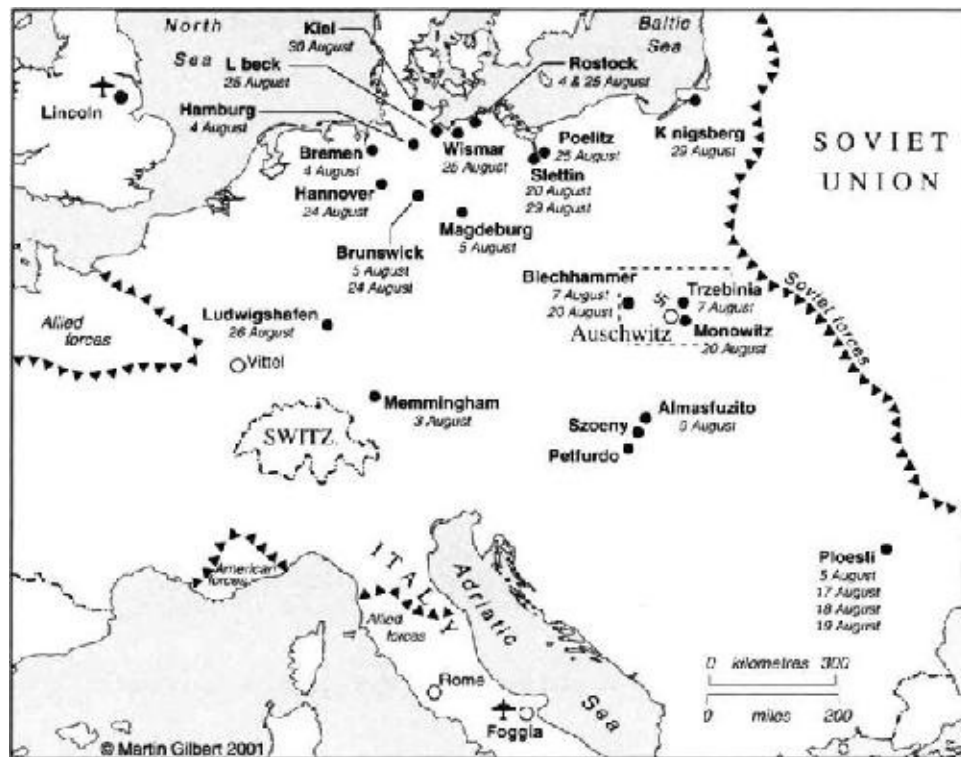 North
Sea
Kiel
30 August
Baltic
Sea
L beck
25 August
Rostock
4 & 25 August
Lincoln
Hamburg
4 August
Bremen
4 August
Wismar
25 August
Poelitz
25 August
K nigsberg
29 August
SOVIET
UNION
Stettin
20 August
29 August
Hannover
24 August
Magdeburg
5 August
Brunswick
5 August
24 August
Blechhammer
7 August
20 August
Trzebinia
7 August
Auschwitz
Monowitz
20 August
Soviet forces
Allied
forces
Ludwigshafen
26 August
Vittel
Memmingham
3 August
SWITZ.
Almasfuzito
9 August
Szoeny
Petfurdo
American
forces
ITALY
Allied
forces
Adriatic
Sea
Ploesti
5 August
17 August
18 August
19 August
Rome
Foggia
0 kilometres 300
0 miles 200
© Martin Gilbert 2001